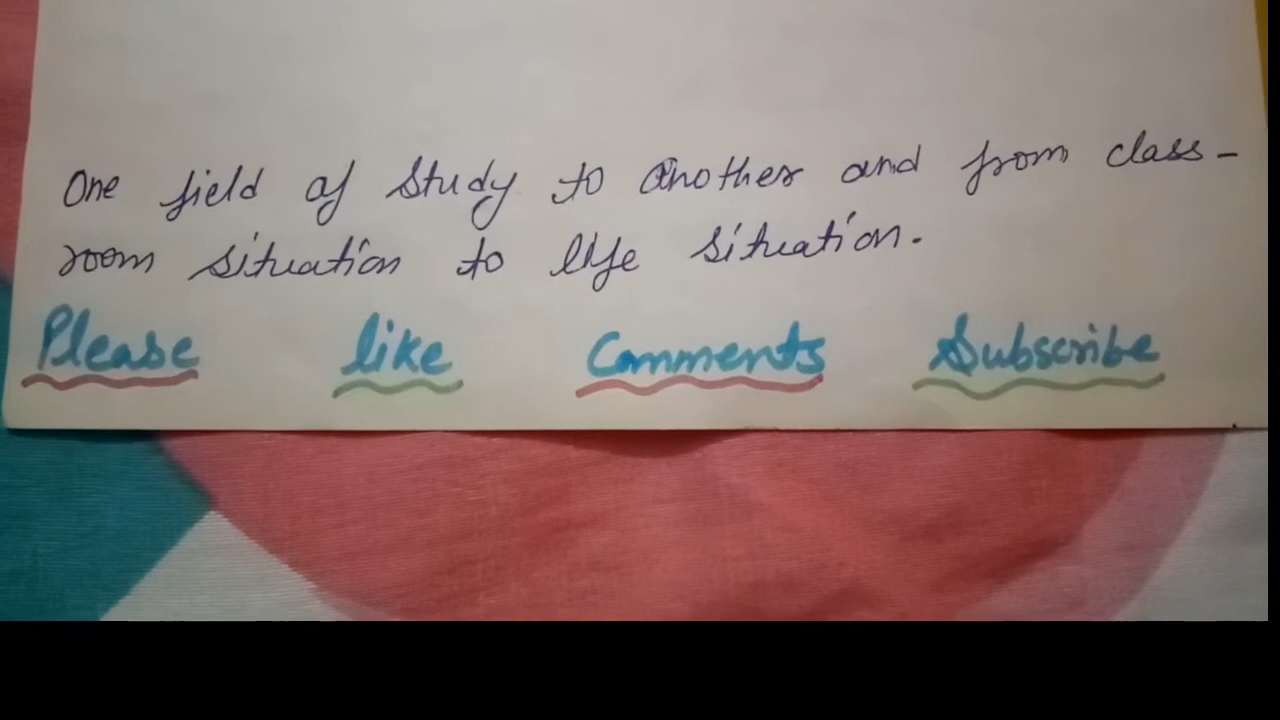 One field of study to another and from class-
room situation to life situation.
Please like Comments Subscribe